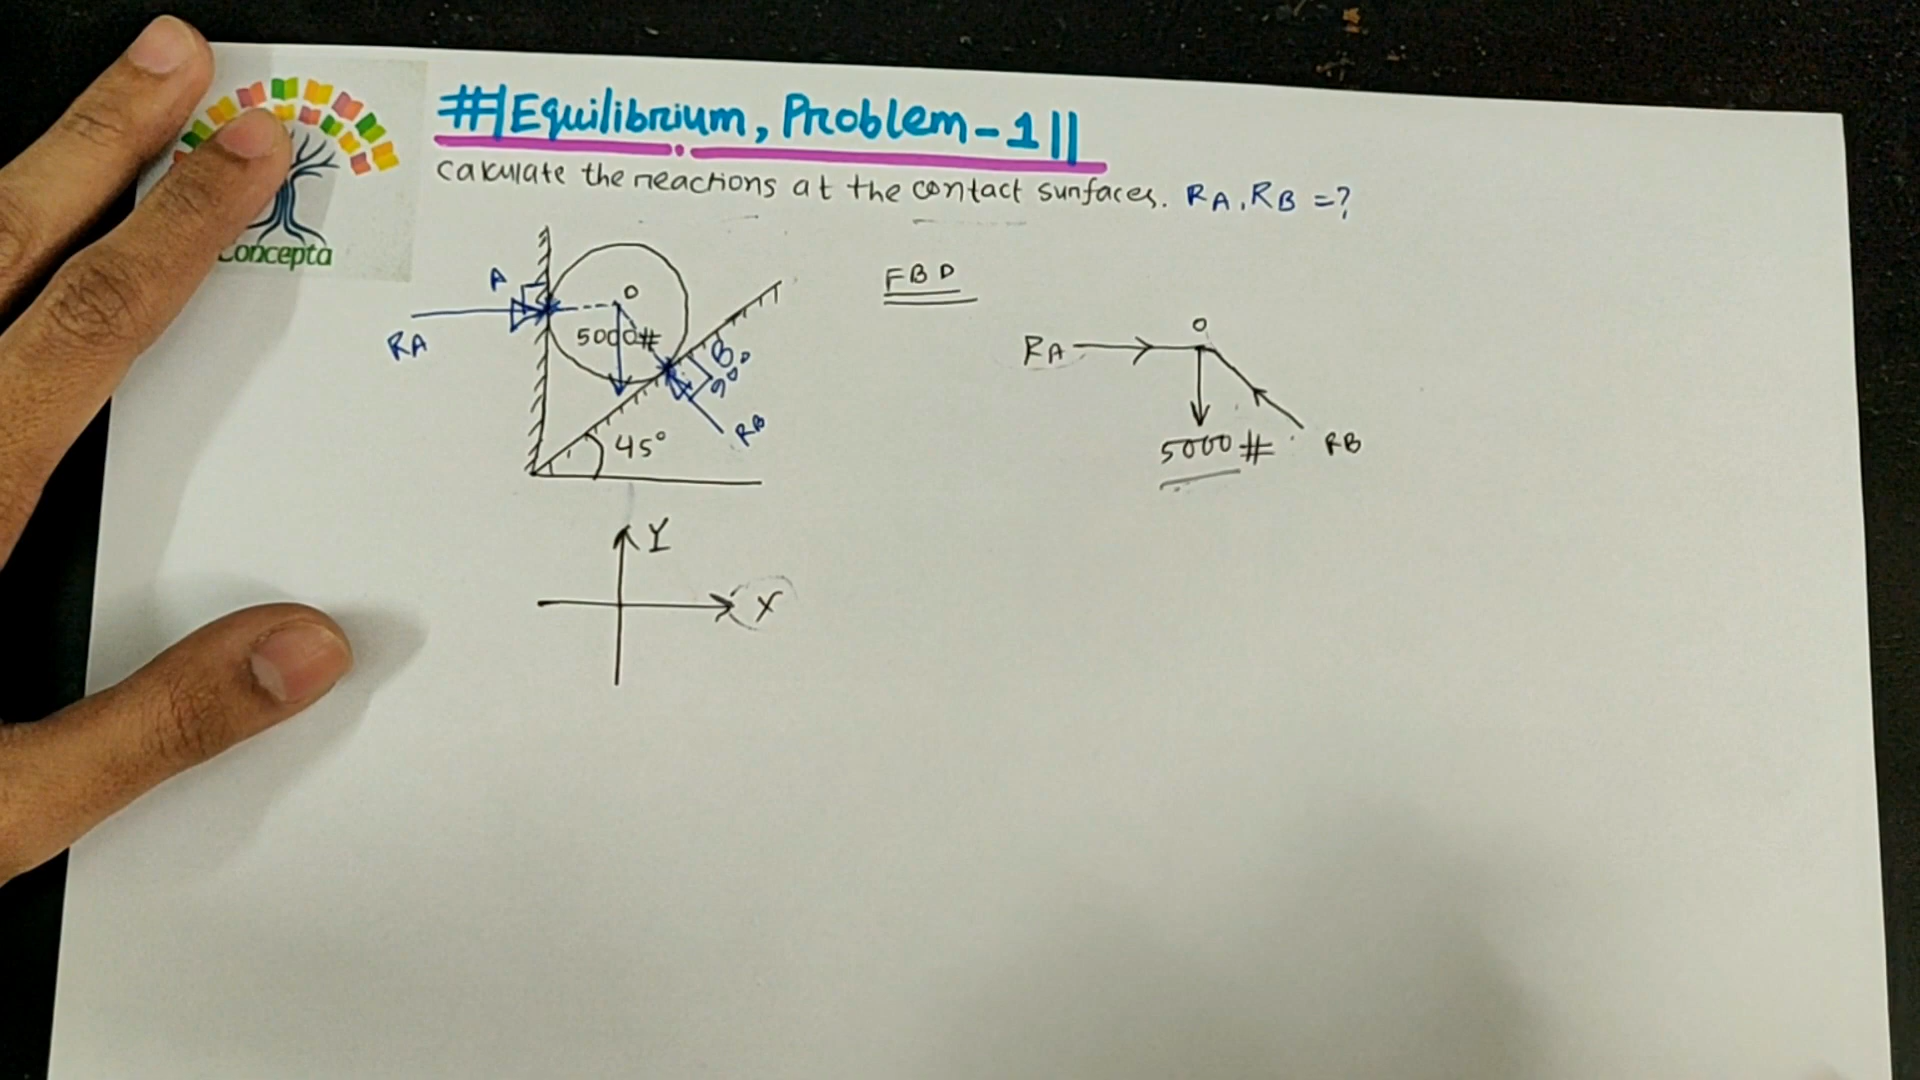 #|Equilibrium, Problem-1||
calculate the reactions at the contact surfaces. RA, RB =?
Concepta
A
O
FBD
RA
5000#
B
90°
RB
45°
O
RA
5000#
RB
Y
X